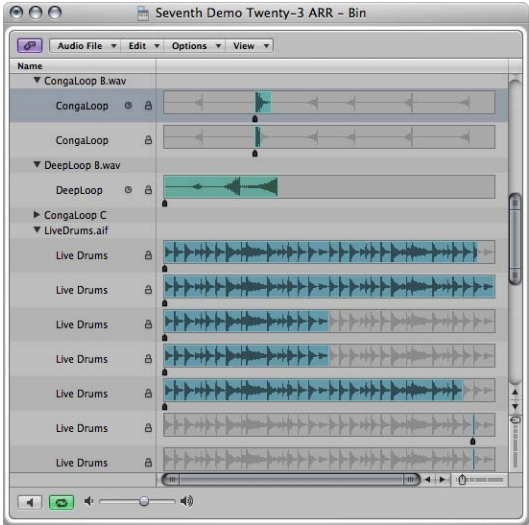 Seventh Demo Twenty-3 ARR – Bin
Audio File Edit Options View
Name
CongaLoop B.wav
CongaLoop
CongaLoop
DeepLoop B.wav
DeepLoop
CongaLoop C
LiveDrums.aif
Live Drums
Live Drums
Live Drums
Live Drums
Live Drums
Live Drums
Live Drums